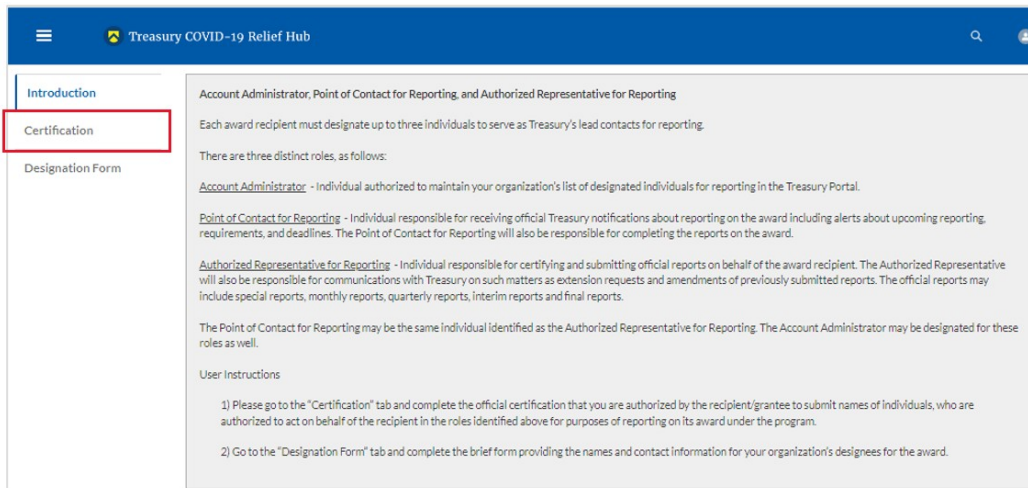 Treasury COVID-19 Relief Hub
Introduction
Certification
Designation Form
Account Administrator, Point of Contact for Reporting, and Authorized Representative for Reporting
Each award recipient must designate up to three individuals to serve as Treasury's lead contacts for reporting.
There are three distinct roles, as follows:
Account Administrator - Individual authorized to maintain your organization's list of designated individuals for reporting in the Treasury Portal.
Point of Contact for Reporting - Individual responsible for receiving official Treasury notifications about reporting on the award including alerts about upcoming reporting,
requirements, and deadlines. The Point of Contact for Reporting will also be responsible for completing the reports on the award.
Authorized Representative for Reporting - Individual responsible for certifying and submitting official reports on behalf of the award recipient. The Authorized Representative
will also be responsible for communications with Treasury on such matters as extension requests and amendments of previously submitted reports. The official reports may
include special reports, monthly reports, quarterly reports, interim reports and final reports.
The Point of Contact for Reporting may be the same individual identified as the Authorized Representative for Reporting. The Account Administrator may be designated for these
roles as well.
User Instructions
1) Please go to the "Certification" tab and complete the official certification that you are authorized by the recipient/grantee to submit names of individuals, who are
authorized to act on behalf of the recipient in the roles identified above for purposes of reporting on its award under the program.
2) Go to the "Designation Form" tab and complete the brief form providing the names and contact information for your organization's designees for the award.